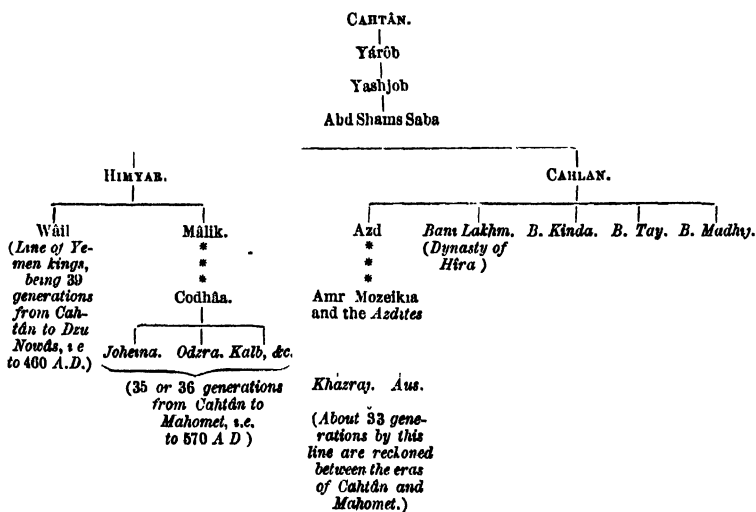 CAHTÂN.
Yárôb
Yashjob
Abd Shams Saba
HIMYAR.
CAHLAN.
Wâil
(Line of Ye-
men kings,
being 39
generations
from Cah-
tân to Dzu
Nowâs, i e
to 460 A.D.)
Mâlik.
*
*
*
Codhâa.
Joheina. Odzra. Kalb, &c.
(35 or 36 generations
from Cahtân to
Mahomet, i.e.
to 570 A D)
Azd
*
*
*
Amr Mozeikia
and the Azdites
Kházraj. Áus.
(About 33 gene-
rations by this
line are reckoned
between the eras
of Cahtân and
Mahomet.)
Bani Lakhm.
(Dynasty of
Hira)
B. Kinda.
B. Tay.
B. Madhij.